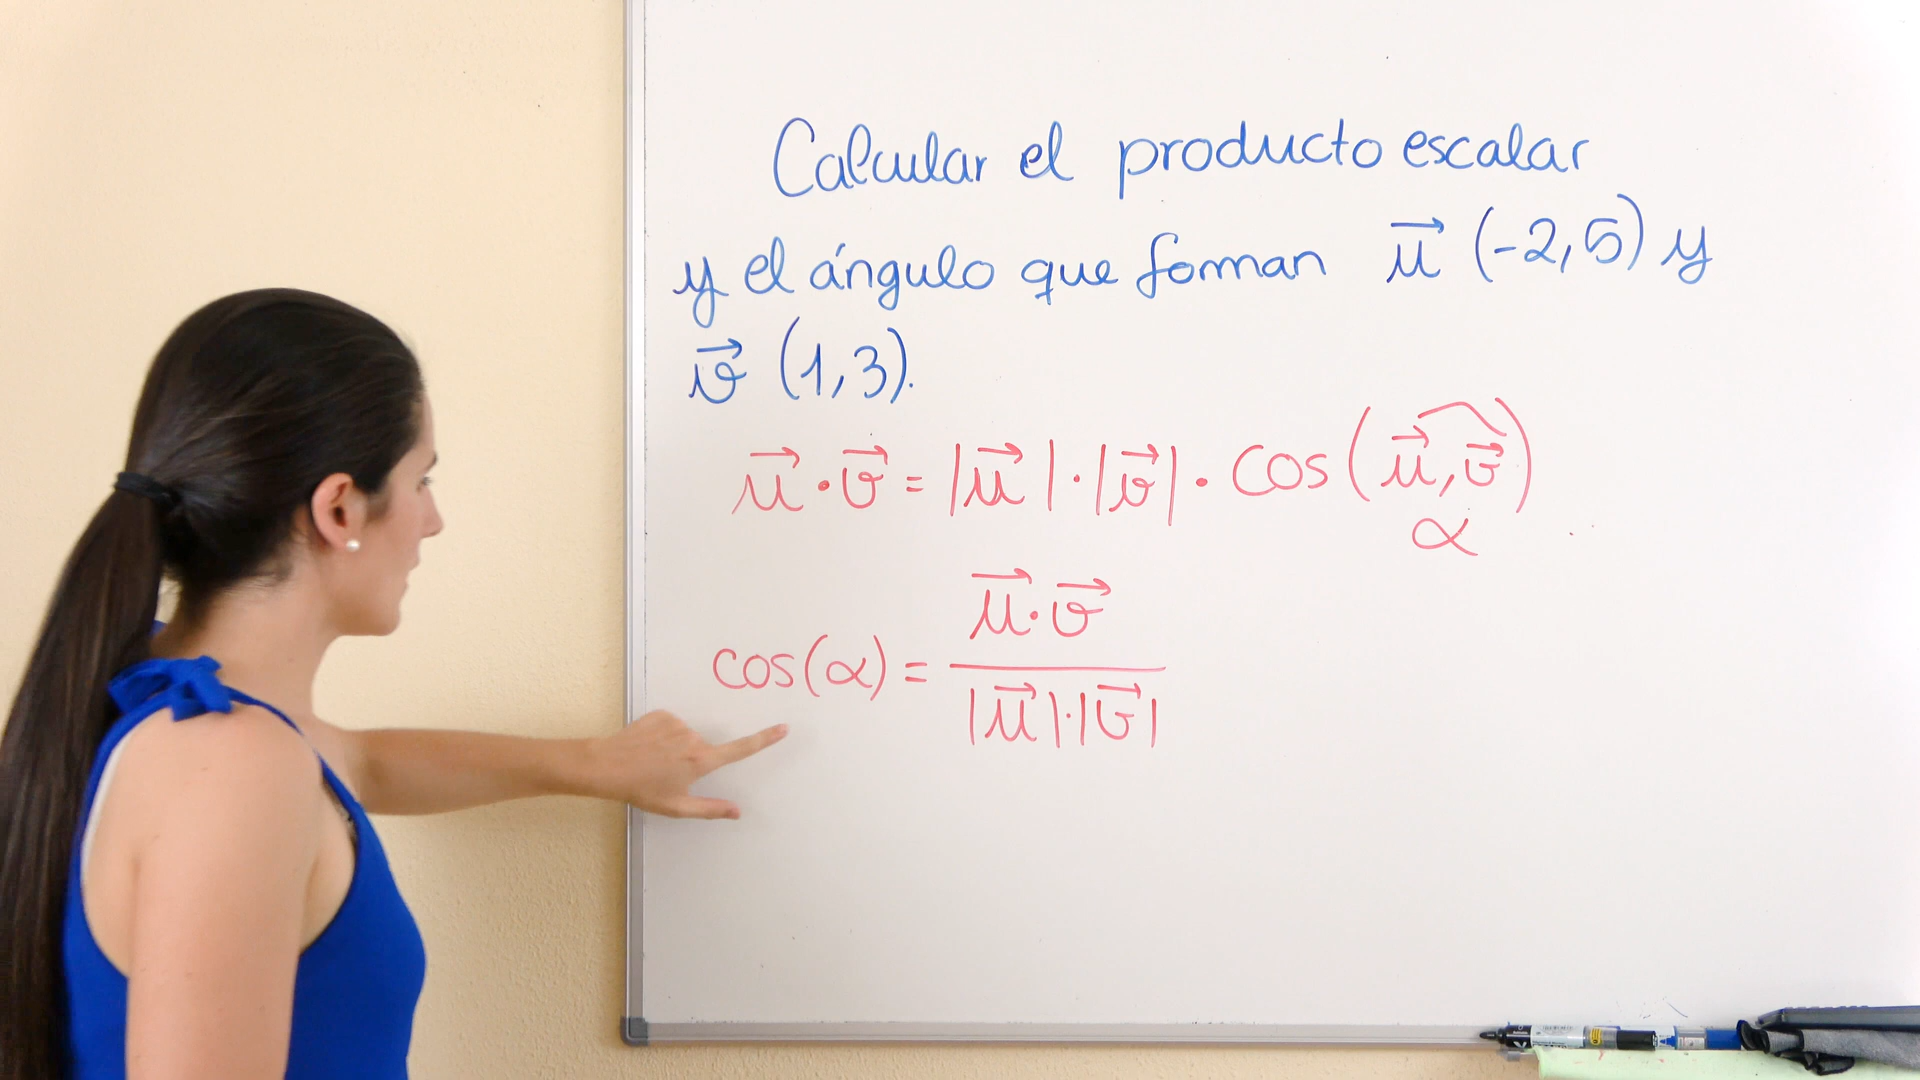 Calcular el producto escalar
y el ángulo que forman u⃗ (-2,5) y
v⃗ (1,3).
u⃗ · v⃗ = |u⃗| · |v⃗| · cos(u⃗,v⃗)
α
u⃗ · v⃗
cos(α) =
|u⃗| · |v⃗|